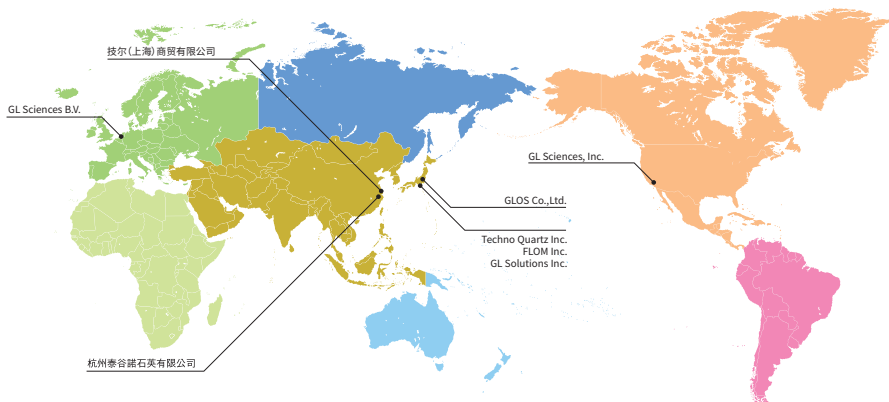 技尔(上海)商贸有限公司
GL Sciences B.V.
GL Sciences, Inc.
GLOS Co.,Ltd.
Techno Quartz Inc.
FLOM Inc.
GL Solutions Inc.
杭州泰谷諾石英有限公司